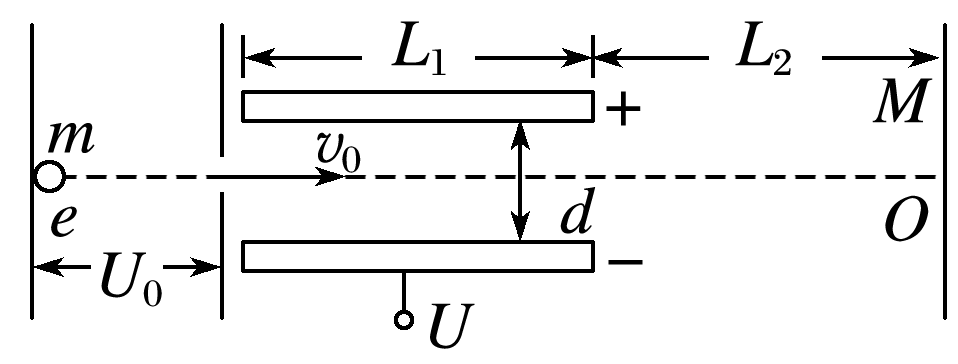 L₁ L₂
+ M
m v₀
e d O
U₀ −
U